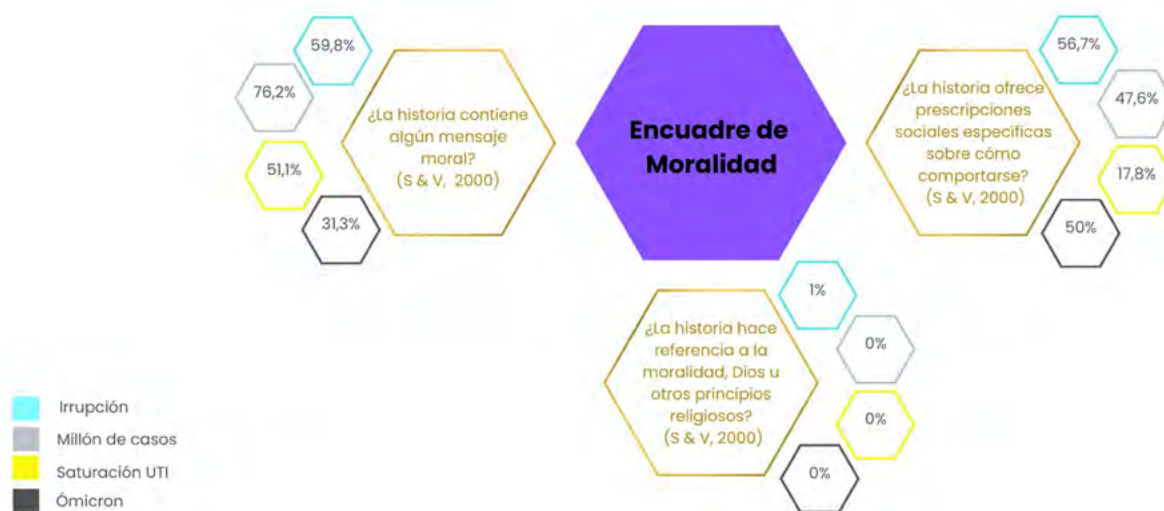 59,8%
76,2%
51,1%
31,3%
¿La historia contiene
algún mensaje
moral?
(S & V, 2000)
Encuadre de
Moralidad
¿La historia ofrece
prescripciones
sociales específicas
sobre cómo
comportarse?
(S & V, 2000)
56,7%
47,6%
17,8%
50%
¿La historia hace
referencia a la
moralidad, Dios u
otros principios
religiosos?
(S & V, 2000)
1%
0%
0%
0%
Irrupción
Millón de casos
Saturación UTI
Ómicron